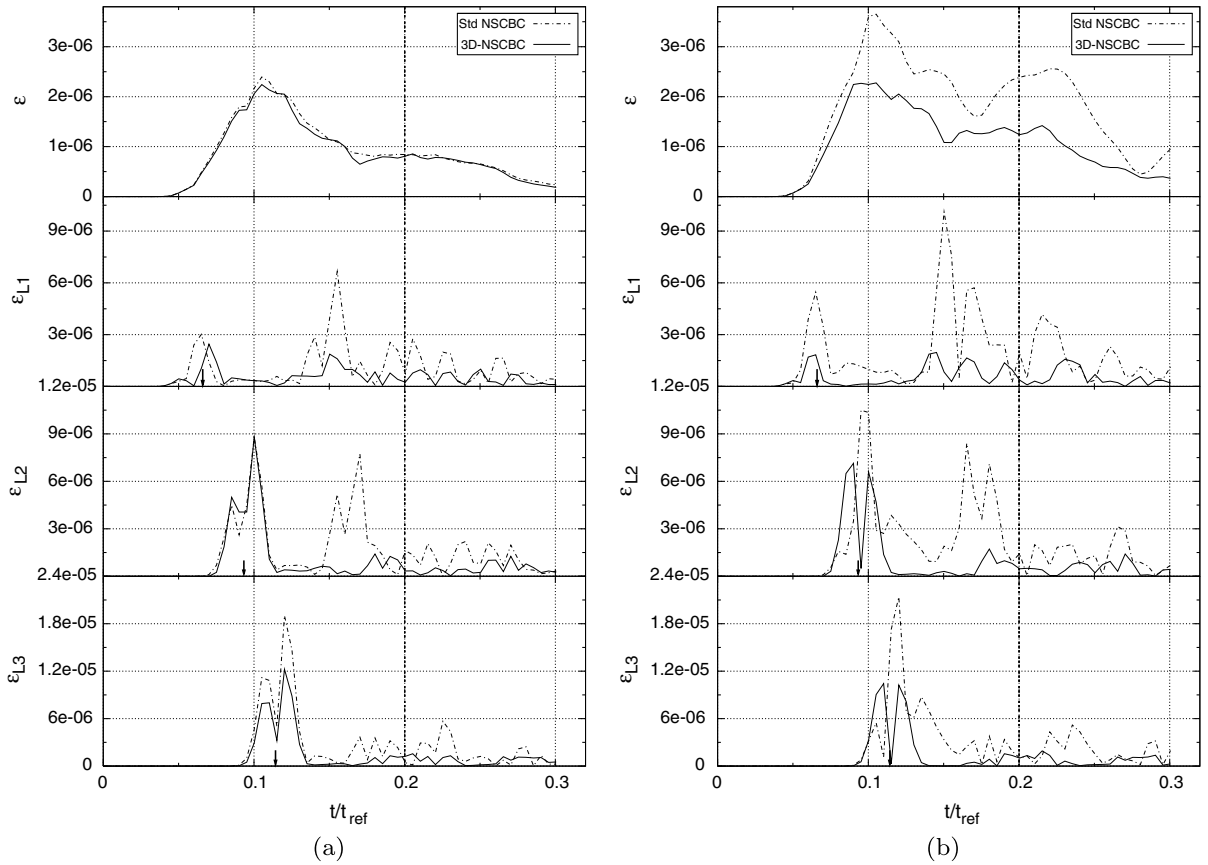 Std NSCBC
3D-NSCBC
3e-06
2e-06
1e-06
0
ε
9e-06
6e-06
3e-06
1.2e-05
ε_L1
9e-06
6e-06
3e-06
2.4e-05
ε_L2
1.8e-05
1.2e-05
6e-06
0
ε_L3
0 0.1 0.2 0.3
t/t_ref
(a)
Std NSCBC
3D-NSCBC
3e-06
2e-06
1e-06
0
ε
9e-06
6e-06
3e-06
1.2e-05
ε_L1
9e-06
6e-06
3e-06
2.4e-05
ε_L2
1.8e-05
1.2e-05
6e-06
0
ε_L3
0 0.1 0.2 0.3
t/t_ref
(b)